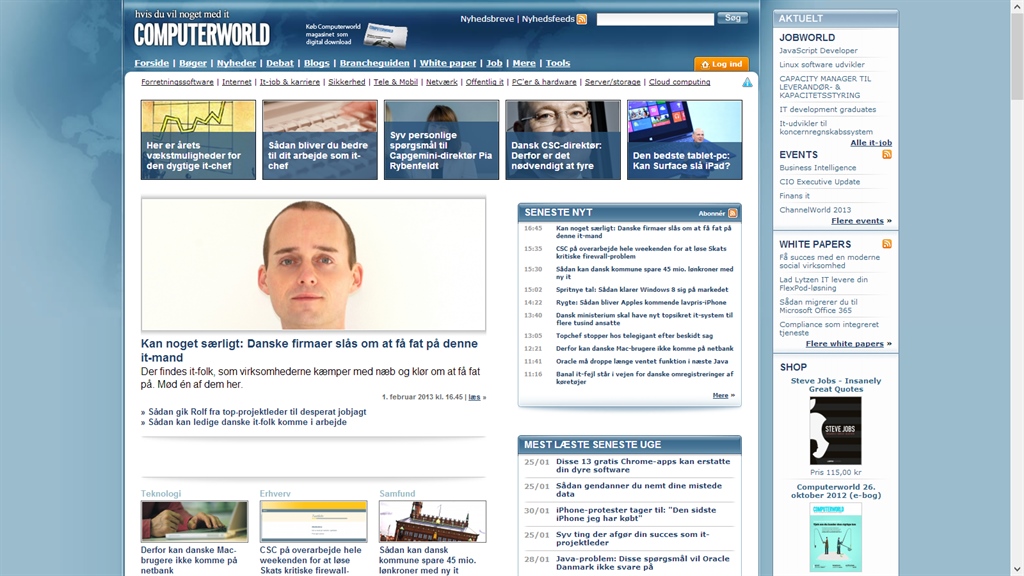 hvis du vil noget med it
COMPUTERWORLD
Køb Computerworld
magasinet som
digital download
Nyhedsbreve | Nyhedsfeeds
Søg
Forside | Bøger | Nyheder | Debat | Blogs | Brancheguiden | White paper | Job | Mere | Tools
Log ind
Forretningssoftware | Internet | It-job & karriere | Sikkerhed | Tele & Mobil | Netværk | Offentlig it | PC'er & hardware | Server/storage | Cloud computing
Her er årets
vækstmuligheder for
den dygtige it-chef
Sådan bliver du bedre
til dit arbejde som it-
chef
Syv personlige
spørgsmål til
Capgemini-direktør Pia
Rybenfeldt
Dansk CSC-direktør:
Derfor er det
nødvendigt at fyre
Den bedste tablet-pc:
Kan Surface slå iPad?
Kan noget særligt: Danske firmaer slås om at få fat på denne
it-mand
Der findes it-folk, som virksomhederne kæmper med næb og klør om at få fat
på. Mød én af dem her.
1. februar 2013 kl. 16.45 | læs »
» Sådan gik Rolf fra top-projektleder til desperat jobjagt
» Sådan kan ledige danske it-folk komme i arbejde
Teknologi
Derfor kan danske Mac-
brugere ikke komme på
netbank
Erhverv
CSC på overarbejde hele
weekenden for at løse
Skats kritiske firewall-
Samfund
Sådan kan dansk
kommune spare 45 mio.
lønkroner med ny it
SENESTE NYT
Abonnér
16:45 Kan noget særligt: Danske firmaer slås om at få fat på
denne it-mand
15:35 CSC på overarbejde hele weekenden for at løse Skats
kritiske firewall-problem
15:30 Sådan kan dansk kommune spare 45 mio. lønkroner med
ny it
15:02 Spritnye tal: Sådan klarer Windows 8 sig på markedet
14:22 Rygte: Sådan bliver Apples kommende lavpris-iPhone
13:40 Dansk ministerium skal have nyt topsikret it-system til
flere tusind ansatte
13:05 Topchef stopper hos telegigant efter beskidt sag
12:21 Derfor kan danske Mac-brugere ikke komme på netbank
11:41 Oracle må droppe længe ventet funktion i næste Java
11:16 Banal it-fejl står i vejen for danske omregistreringer af
køretøjer
Mere »
MEST LÆSTE SENESTE UGE
25/01 Disse 13 gratis Chrome-apps kan erstatte
din dyre software
25/01 Sådan gendanner du nemt dine mistede
data
30/01 iPhone-protester tager til: "Den sidste
iPhone jeg har købt"
25/01 Syv ting der afgør din succes som it-
projektleder
28/01 Java-problem: Disse spørgsmål vil Oracle
Danmark ikke svare på
AKTUELT
JOBWORLD
JavaScript Developer
Linux software udvikler
CAPACITY MANAGER TIL
LEVERANDØR- &
KAPACITETSSTYRING
IT development graduates
It-udvikler til
koncernregnskabssystem
Alle it-job
EVENTS
Business Intelligence
CIO Executive Update
Finans it
ChannelWorld 2013
Flere events »
WHITE PAPERS
Få succes med en moderne
social virksomhed
Lad Lytzen IT levere din
FlexPod-løsning
Sådan migrerer du til
Microsoft Office 365
Compliance som integreret
tjeneste
Flere white papers »
SHOP
Steve Jobs - Insanely
Great Quotes
STEVE
JOBS
Pris 115,00 kr
Computerworld 26.
oktober 2012 (e-bog)
COMPUTERWORLD